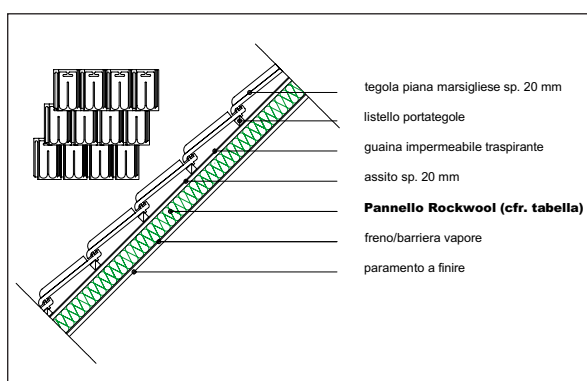 tegola piana marsigliese sp. 20 mm
listello portategole
guaina impermeabile traspirante
assito sp. 20 mm
Pannello Rockwool (cfr. tabella)
freno/barriera vapore
paramento a finire